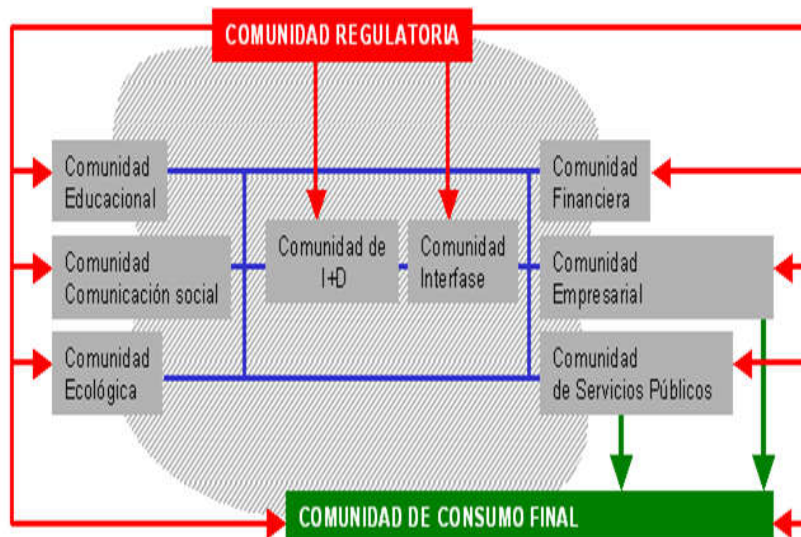 COMUNIDAD REGULATORIA
Comunidad
Educacional
Comunidad
Financiera
Comunidad
Comunicación social
Comunidad de
I+D
Comunidad
Interfase
Comunidad
Empresarial
Comunidad
Ecológica
Comunidad
de Servicios Públicos
COMUNIDAD DE CONSUMO FINAL